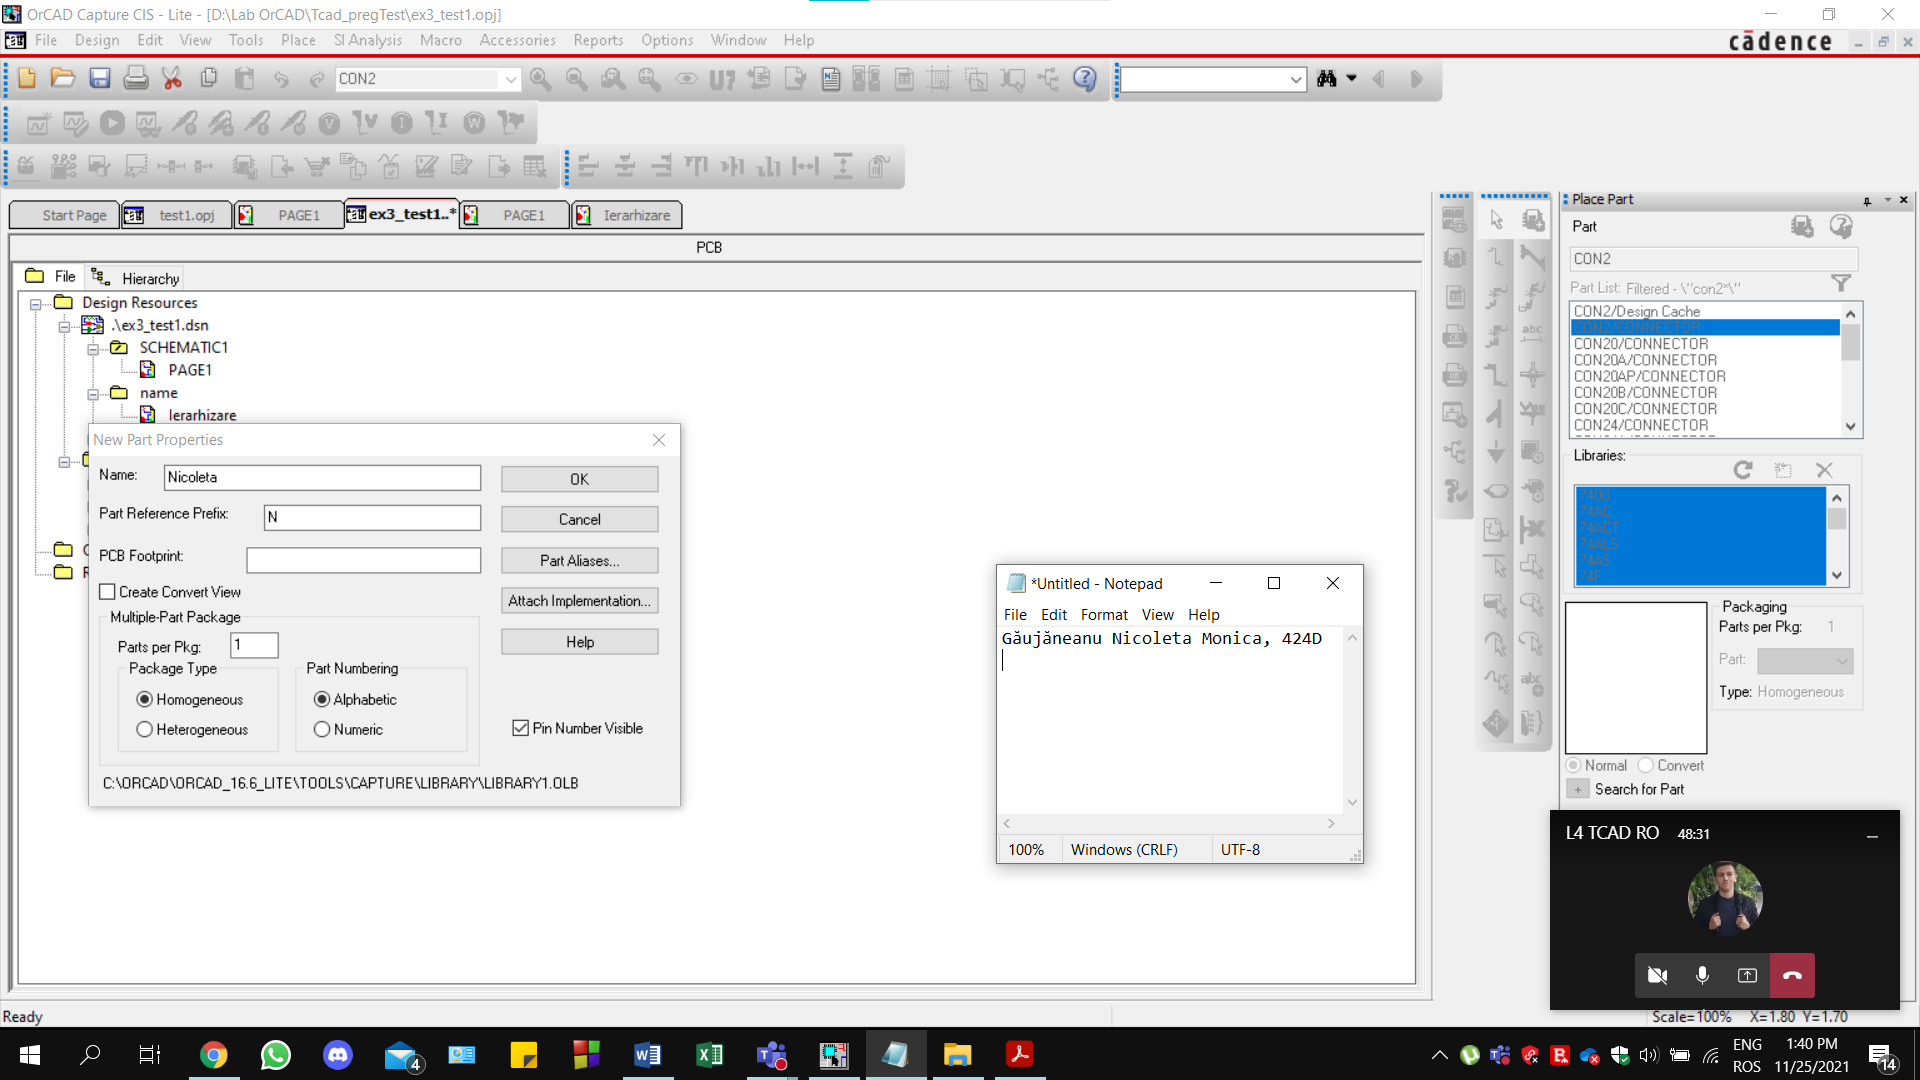 OrCAD Capture CIS - Lite - [D:\Lab OrCAD\Tcad_pregTest\ex3_test1.opj]
File Design Edit View Tools Place SI Analysis Macro Accessories Reports Options Window Help
cādence
CON2
Start Page
test1.opj
PAGE1
ex3_test1..*
PAGE1
Ierarhizare
PCB
File
Hierarchy
Design Resources
.\ex3_test1.dsn
SCHEMATIC1
PAGE1
name
Ierarhizare
New Part Properties
Name: Nicoleta
OK
Part Reference Prefix: N
Cancel
PCB Footprint:
Part Aliases...
Create Convert View
Attach Implementation...
Multiple-Part Package
Parts per Pkg: 1
Help
Package Type
Part Numbering
Homogeneous
Alphabetic
Heterogeneous
Numeric
Pin Number Visible
C:\ORCAD\ORCAD_16.6_LITE\TOOLS\CAPTURE\LIBRARY\LIBRARY1.OLB
*Untitled - Notepad
File Edit Format View Help
Găujăneanu Nicoleta Monica, 424D
100%
Windows (CRLF)
UTF-8
Place Part
Part
CON2
Part List: Filtered - \"con2*\"
CON2/Design Cache
CON2/CONNECTOR
CON20/CONNECTOR
CON20A/CONNECTOR
CON20AP/CONNECTOR
CON20B/CONNECTOR
CON20C/CONNECTOR
CON24/CONNECTOR
Libraries:
7400
74AC
74ACT
74ALS
74AS
74F
Packaging
Parts per Pkg: 1
Part:
Type: Homogeneous
Normal
Convert
Search for Part
L4 TCAD RO 48:31
Ready
Scale=100% X=1.80 Y=1.70
4
ENG
ROS
1:40 PM
11/25/2021
14